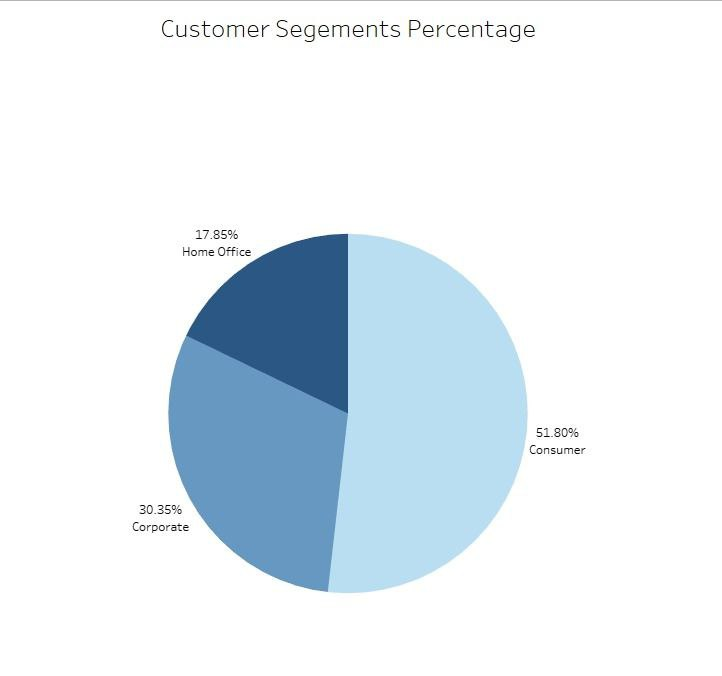 Customer Segements Percentage
17.85%
Home Office
51.80%
Consumer
30.35%
Corporate